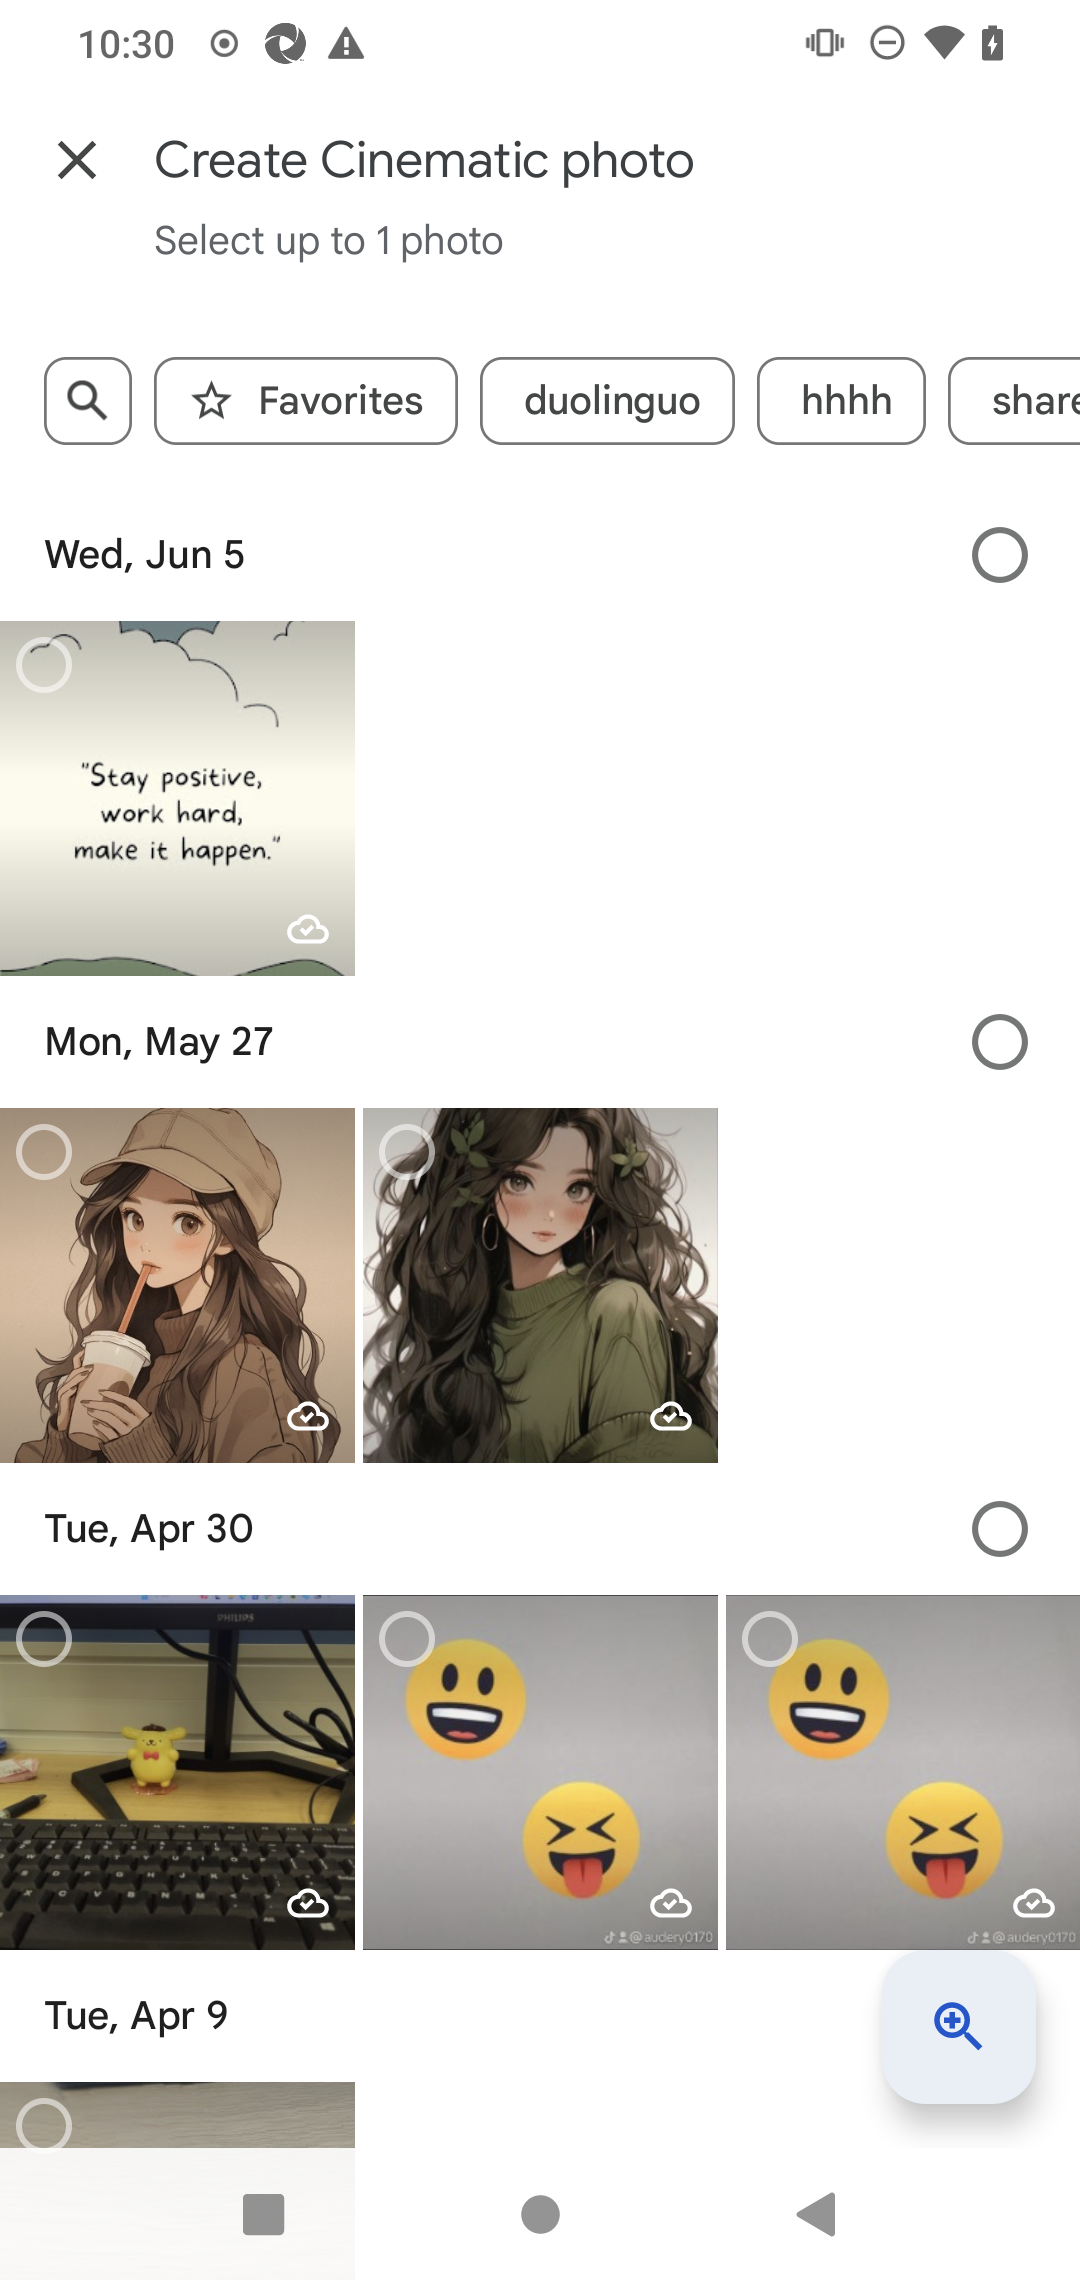 10:30
Create Cinematic photo
Select up to 1 photo
Favorites
duolinguo
hhhh
share
Wed, Jun 5
"Stay positive,
work hard,
make it happen."
Mon, May 27
Tue, Apr 30
PHILIPS
@audery0170
@audery0170
Tue, Apr 9